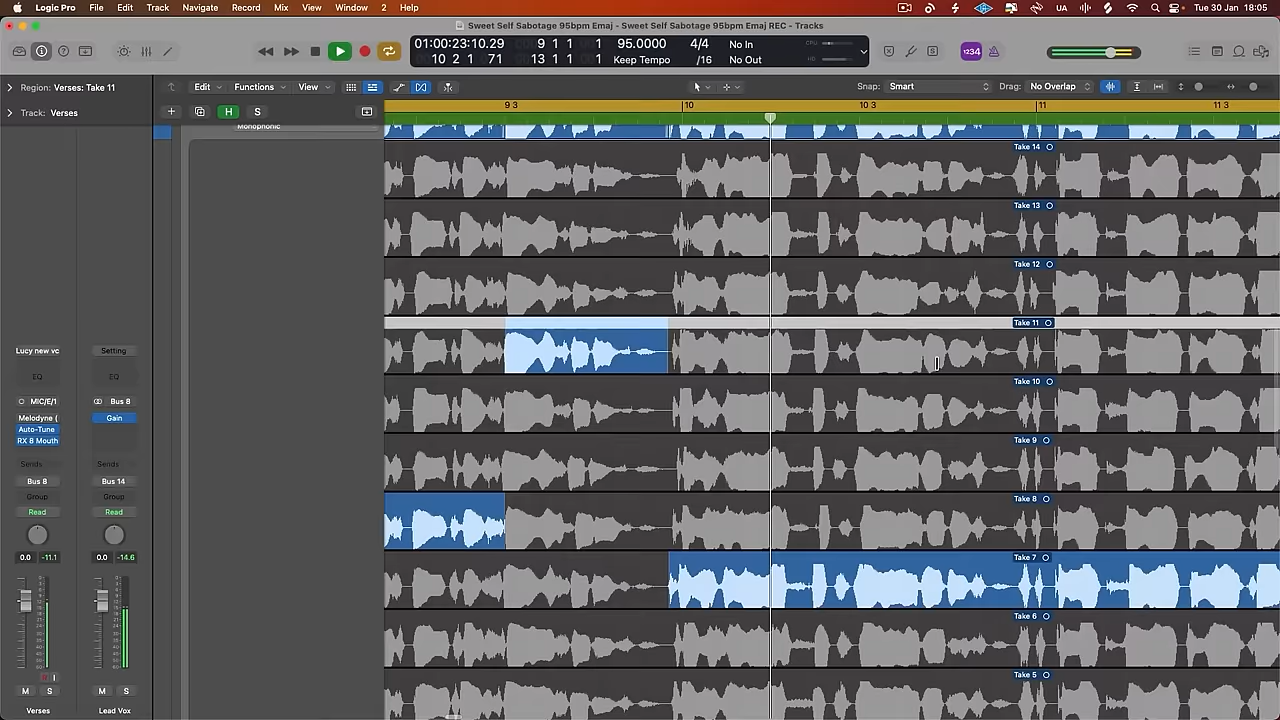 Logic Pro File Edit Track Navigate Record Mix View Window 2 Help UA Tue 30 Jan 18:05
Sweet Self Sabotage 95bpm Emaj - Sweet Self Sabotage 95bpm Emaj REC - Tracks
01:00:23:10.29 9 1 1 1 95.0000 4/4 No In CPU
10 2 1 71 13 1 1 1 Keep Tempo /16 No Out HD
1234
Region: Verses: Take 11 Edit Functions View Snap: Smart Drag: No Overlap
Track: Verses H S 9 3 10 10 3 11 11 3
Monophonic
Take 14
Take 13
Take 12
Take 11
Lucy new vc Setting
EQ EQ
Take 10
MIC/E/1 Bus 8
Melodyne ( Gain
Auto-Tune
RX 8 Mouth
Take 9
Sends Sends
Bus 8 Bus 14
Take 8
Group Group
Read Read
0.0 -11.1 0.0 -14.6
Take 7
Take 6
Take 5
R I
M S M S
Verses Lead Vox